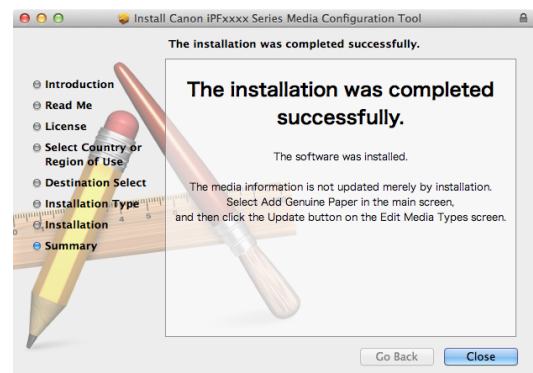 Install Canon iPFxxxx Series Media Configuration Tool
The installation was completed successfully.
Introduction
Read Me
License
Select Country or
Region of Use
Destination Select
Installation Type
Installation
Summary
The installation was completed
successfully.
The software was installed.
The media information is not updated merely by installation.
Select Add Genuine Paper in the main screen,
and then click the Update button on the Edit Media Types screen.
4 5
Go Back
Close